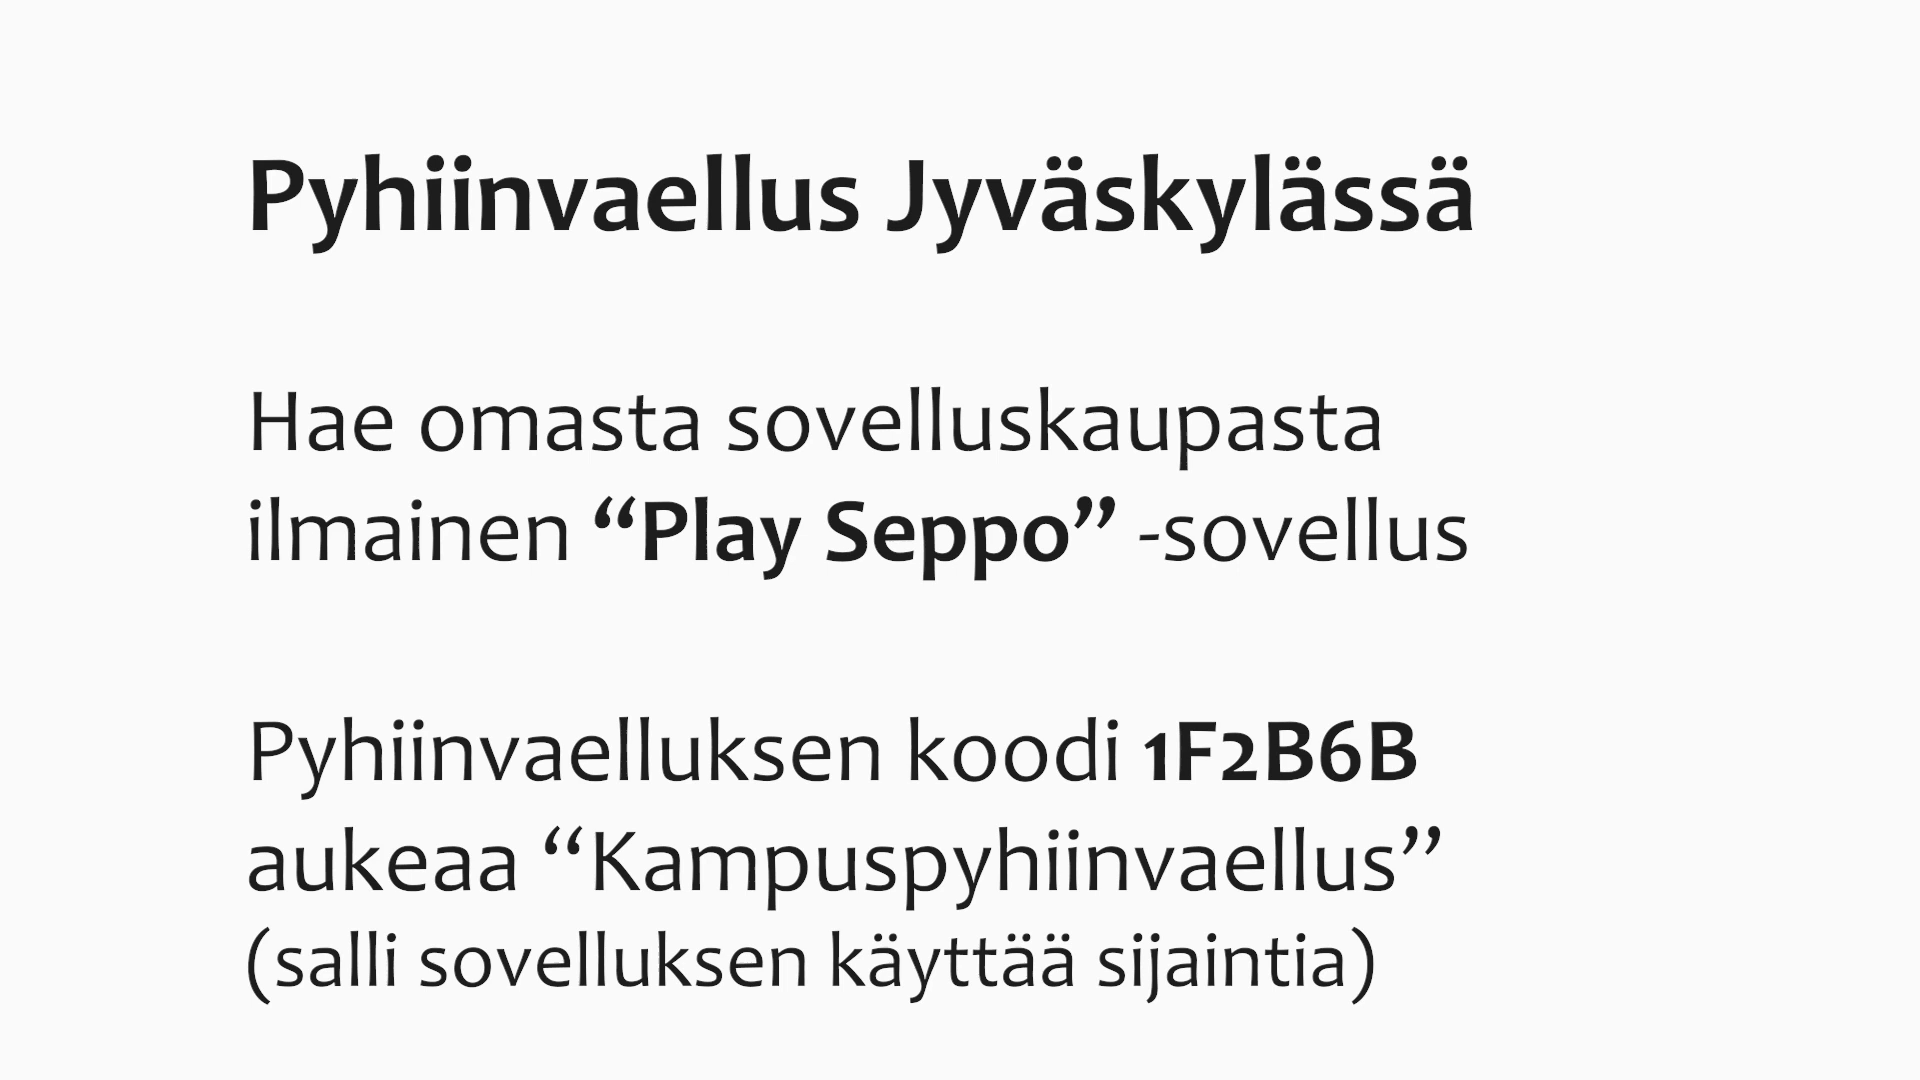 Pyhiinvaellus Jyväskylässä
Hae omasta sovelluskaupasta
ilmainen “Play Seppo” -sovellus
Pyhiinvaelluksen koodi 1F2B6B
aukeaa “Kampuspyhiinvaellus”
(salli sovelluksen käyttää sijaintia)